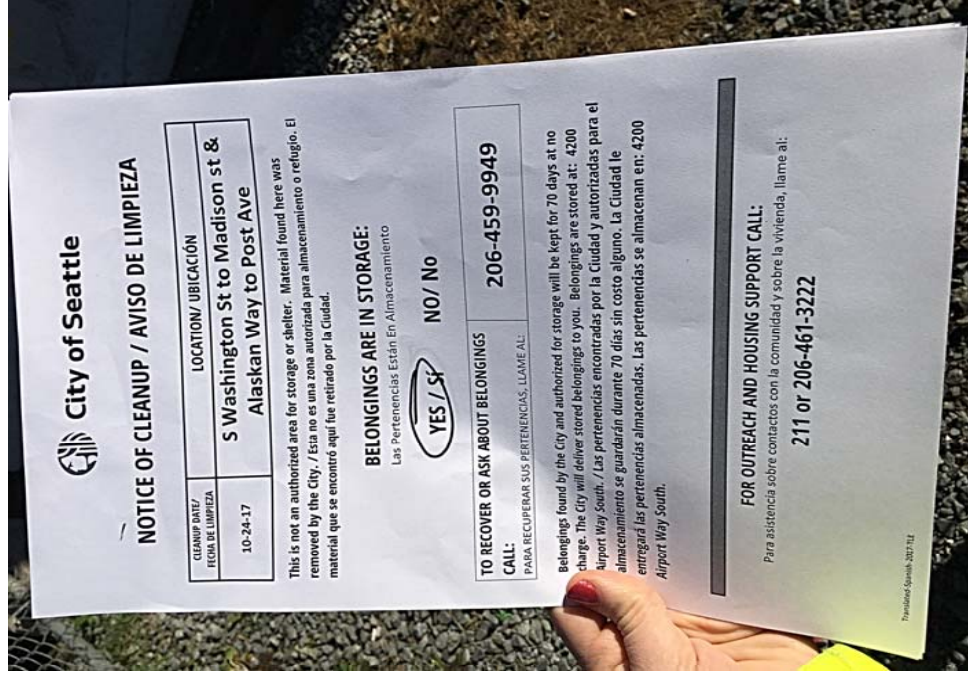 City of Seattle
NOTICE OF CLEANUP / AVISO DE LIMPIEZA
CLEANUP DATE/
FECHA DE LIMPIEZA
LOCATION/ UBICACIÓN
10-24-17
S Washington St to Madison st &
Alaskan Way to Post Ave
This is not an authorized area for storage or shelter. Material found here was
removed by the City. / Esta no es una zona autorizada para almacenamiento o refugio. El
material que se encontró aquí fue retirado por la Ciudad.
BELONGINGS ARE IN STORAGE:
Las Pertenencias Están En Almacenamiento
YES / Sí NO/ No
TO RECOVER OR ASK ABOUT BELONGINGS
CALL:
PARA RECUPERAR SUS PERTENENCIAS, LLAME AL:
206-459-9949
Belongings found by the City and authorized for storage will be kept for 70 days at no
charge. The City will deliver stored belongings to you. Belongings are stored at: 4200
Airport Way South. / Las pertenencias encontradas por la Ciudad y autorizadas para el
almacenamiento se guardarán durante 70 días sin costo alguno. La Ciudad le
entregará las pertenencias almacenadas. Las pertenencias se almacenan en: 4200
Airport Way South.
FOR OUTREACH AND HOUSING SUPPORT CALL:
Para asistencia sobre contactos con la comunidad y sobre la vivienda, llame al:
211 or 206-461-3222
Translated-Spanish-2017-TLE